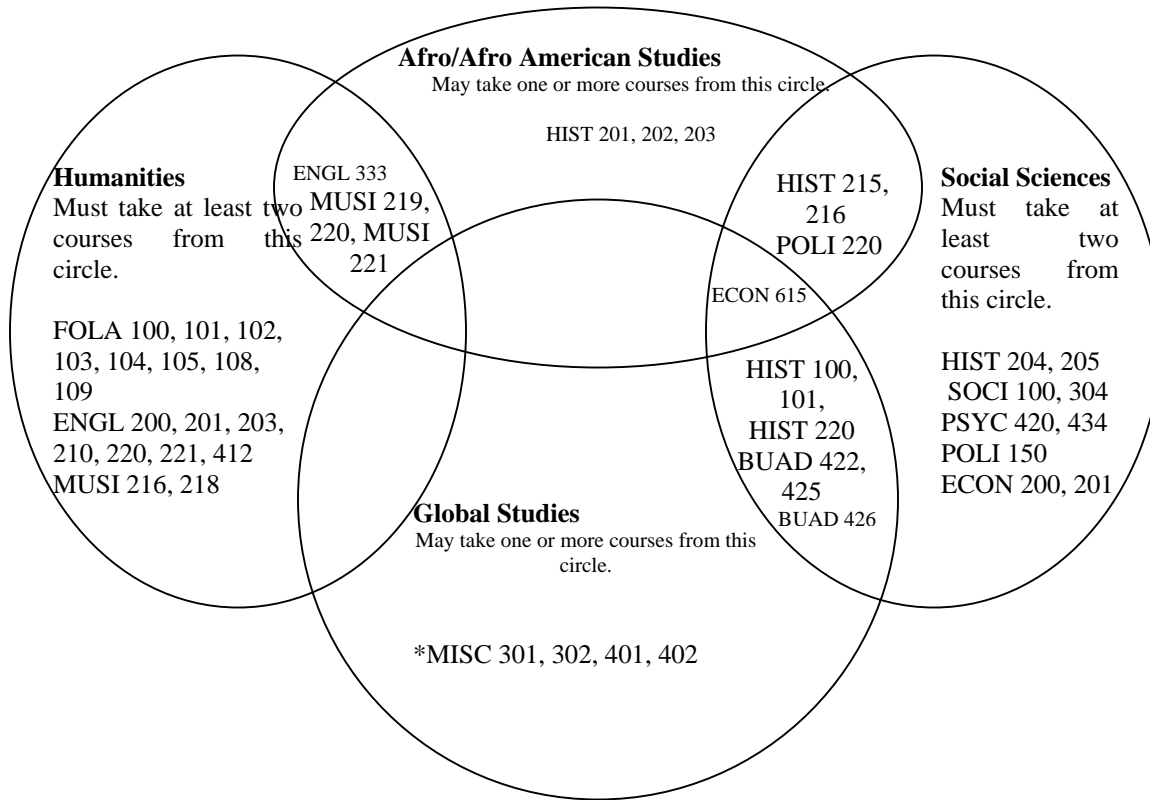 Afro/Afro American Studies
May take one or more courses from this circle.
HIST 201, 202, 203
Humanities
Must take at least two
courses from this
circle.
FOLA 100, 101, 102,
103, 104, 105, 108,
109
ENGL 200, 201, 203,
210, 220, 221, 412
MUSI 216, 218
ENGL 333
MUSI 219,
220, MUSI
221
HIST 215,
216
POLI 220
ECON 615
HIST 100,
101,
HIST 220
BUAD 422,
425
BUAD 426
Social Sciences
Must take at
least two
courses from
this circle.
HIST 204, 205
SOCI 100, 304
PSYC 420, 434
POLI 150
ECON 200, 201
Global Studies
May take one or more courses from this
circle.
*MISC 301, 302, 401, 402